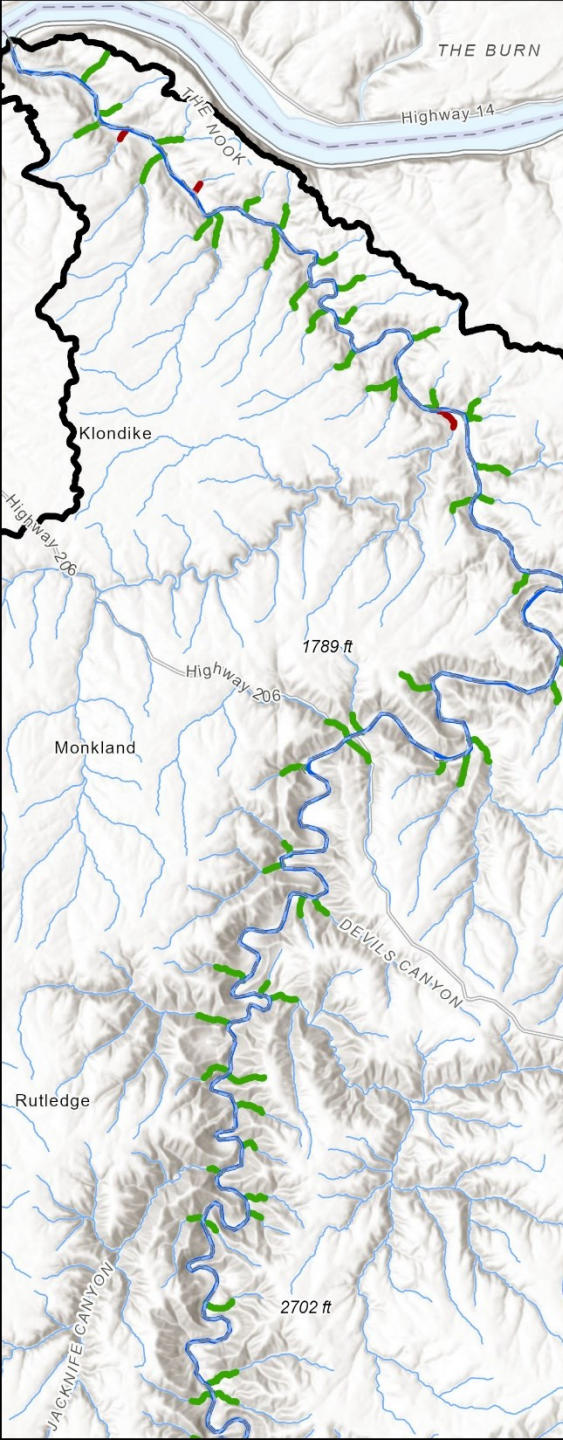 THE BURN
Highway 14
THE NOOK
Klondike
Highway 206
1789 ft
Highway 206
Monkland
DEVILS CANYON
Rutledge
JACKNIFE CANYON
2702 ft